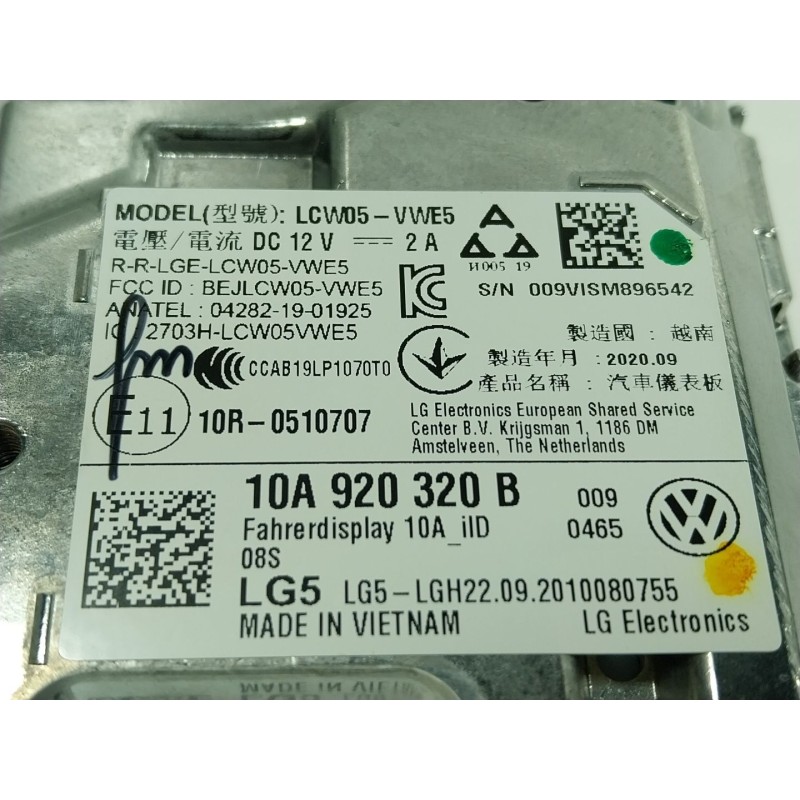 MODEL(型號): LCW05-VWE5
電壓/電流 DC 12 V ⎓ 2 A
R-R-LGE-LCW05-VWE5
FCC ID : BEJLCW05-VWE5
ANATEL : 04282-19-01925
IC 2703H-LCW05VWE5
A
И005 19
S/N 009VISM896542
製造國 : 越南
製造年月 : 2020.09
產品名稱 : 汽車儀表板
fm
CCAB19LP1070T0
E11 10R-0510707
LG Electronics European Shared Service
Center B.V. Krijgsman 1, 1186 DM
Amstelveen, The Netherlands
10A 920 320 B 009
Fahrerdisplay 10A_iID 0465
08S
VW
LG5 LG5-LGH22.09.2010080755
MADE IN VIETNAM LG Electronics